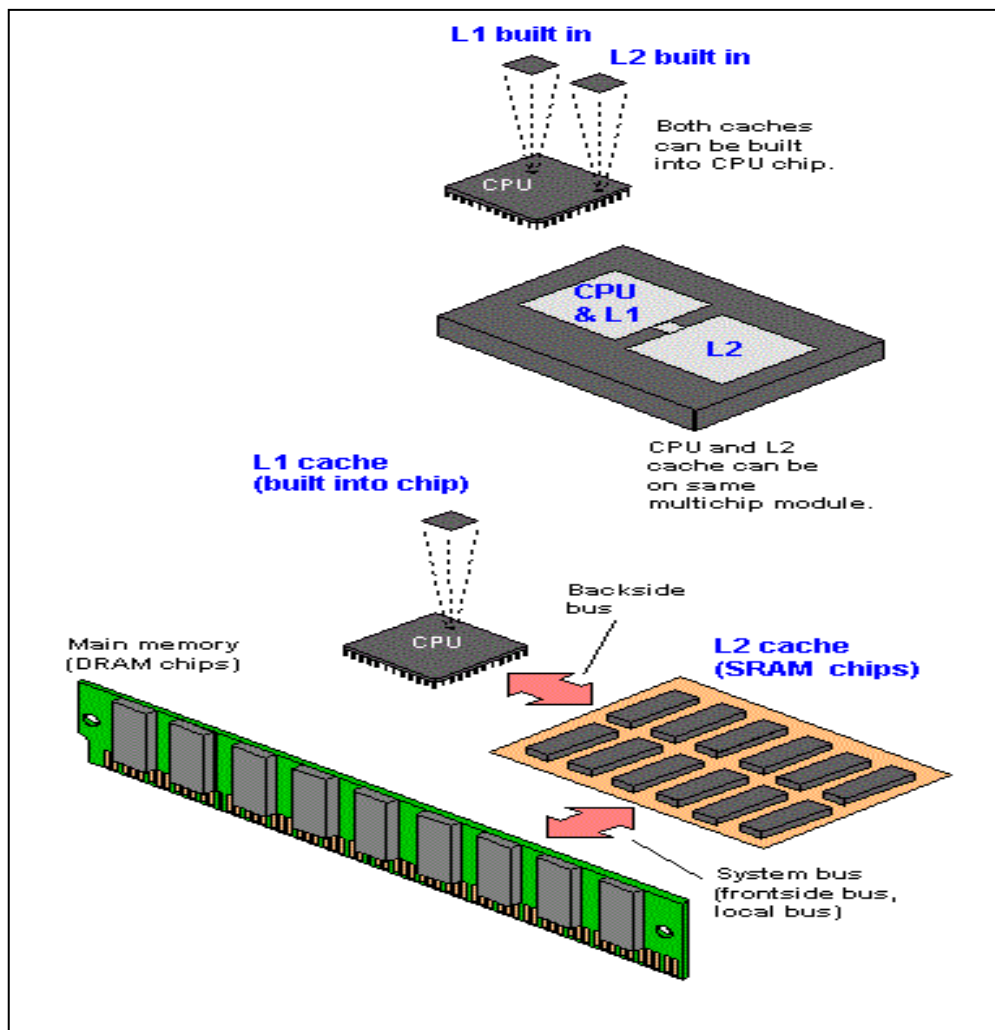 L1 built in
L2 built in
Both caches
can be built
into CPU chip.
CPU
CPU
& L1
L2
CPU and L2
cache can be
on same
multichip module.
L1 cache
(built into chip)
Backside
bus
CPU
Main memory
(DRAM chips)
L2 cache
(SRAM chips)
System bus
(frontside bus,
local bus)